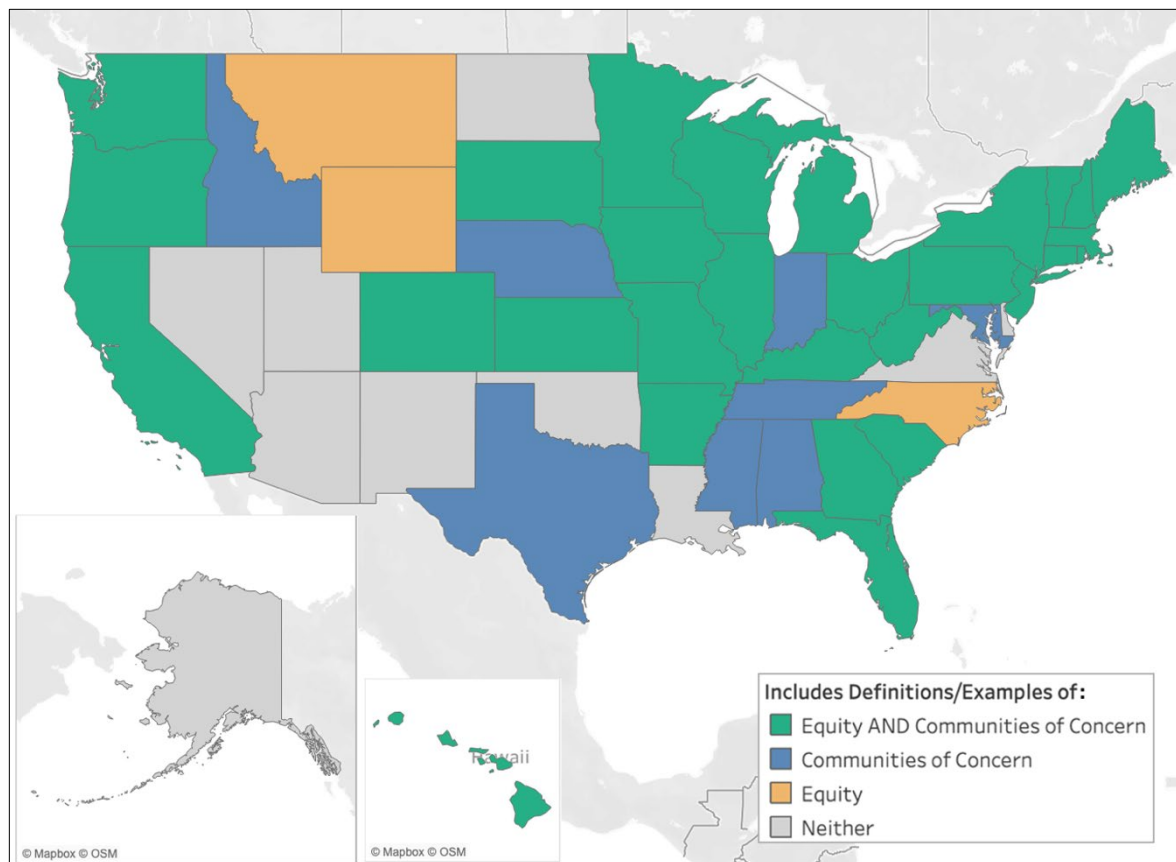 Includes Definitions/Examples of:
Equity AND Communities of Concern
Communities of Concern
Equity
Neither
Hawaii
© Mapbox © OSM
© Mapbox © OSM